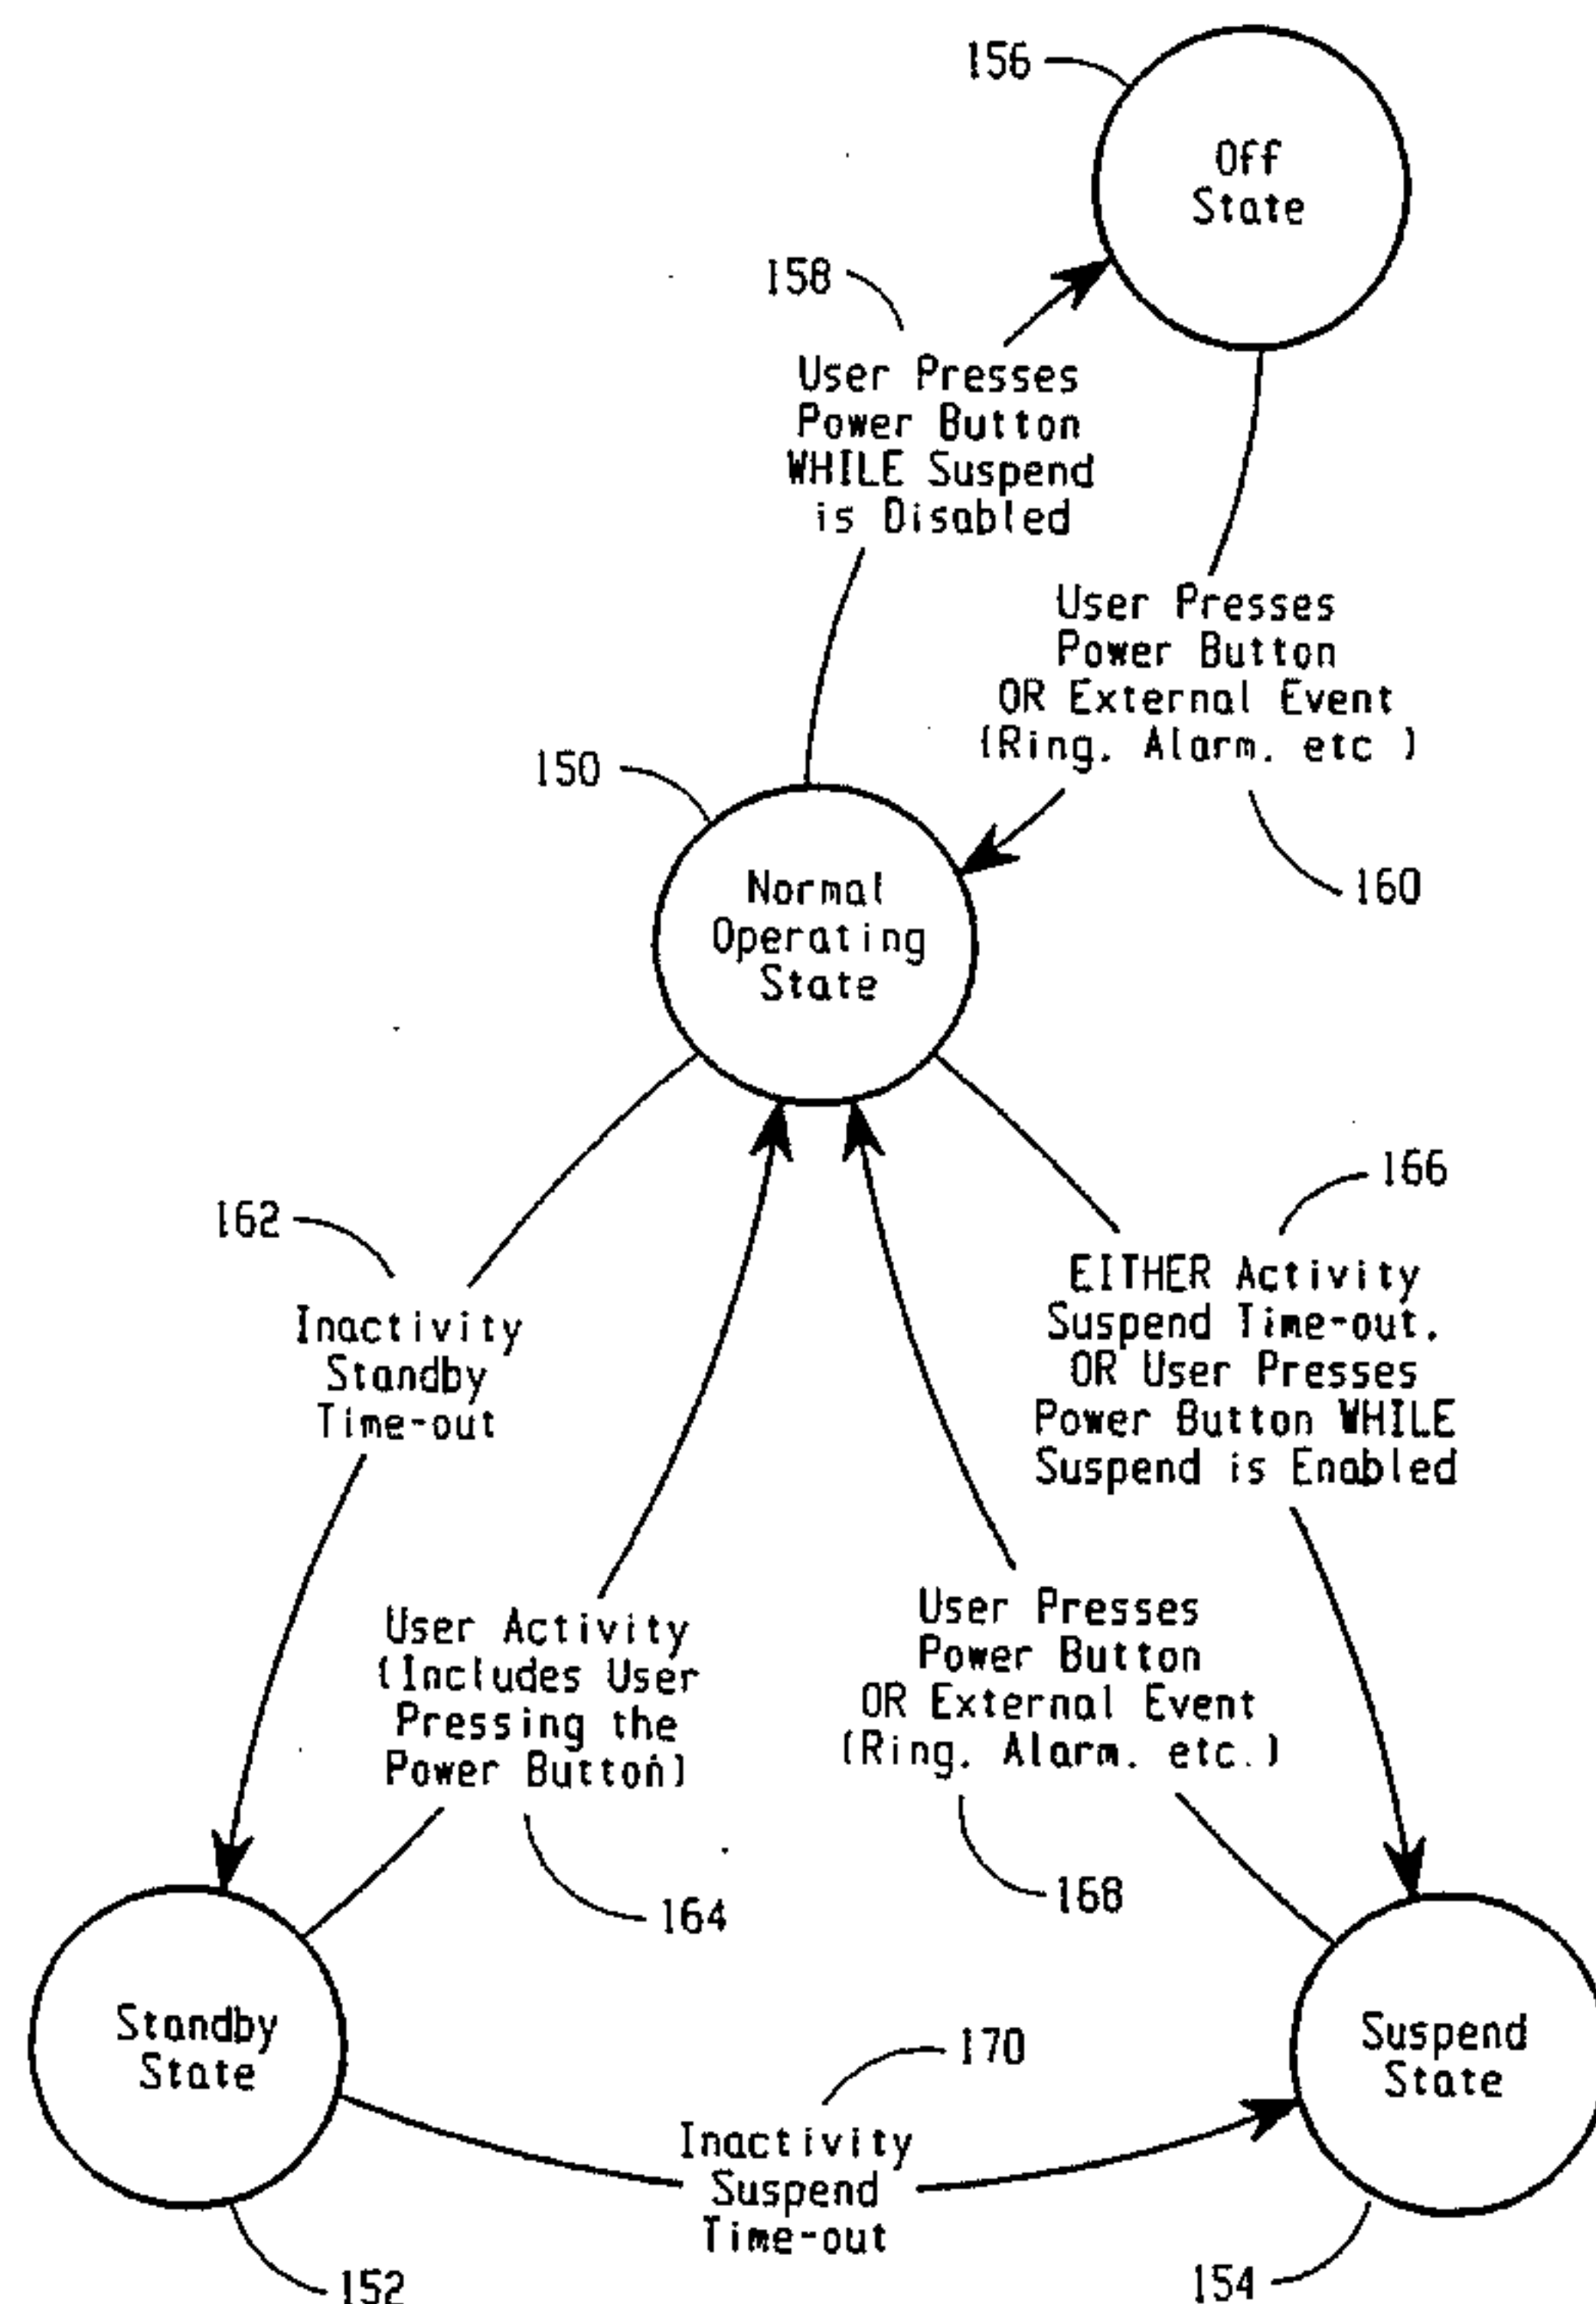 156
Off
State
158
User Presses
Power Button
WHILE Suspend
is Disabled
User Presses
Power Button
OR External Event
(Ring. Alarm. etc )
160
150
Normal
Operating
State
162
Inactivity
Standby
Time-out
166
EITHER Activity
Suspend Time-out.
OR User Presses
Power Button WHILE
Suspend is Enabled
User Activity
(Includes User
Pressing the
Power Button)
164
User Presses
Power Button
OR External Event
(Ring. Alarm. etc.)
168
Standby
State
152
170
Inactivity
Suspend
Time-out
Suspend
State
154